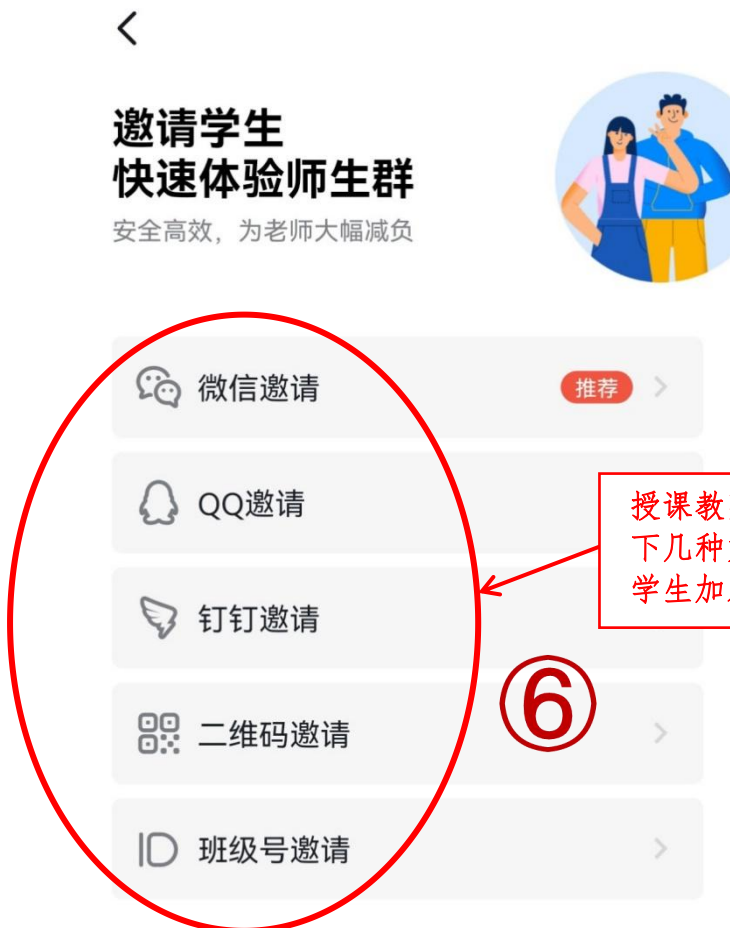 邀请学生
快速体验师生群
安全高效，为老师大幅减负
微信邀请
推荐
QQ邀请
授课教
下几种
学生加
钉钉邀请
⑥
二维码邀请
班级号邀请